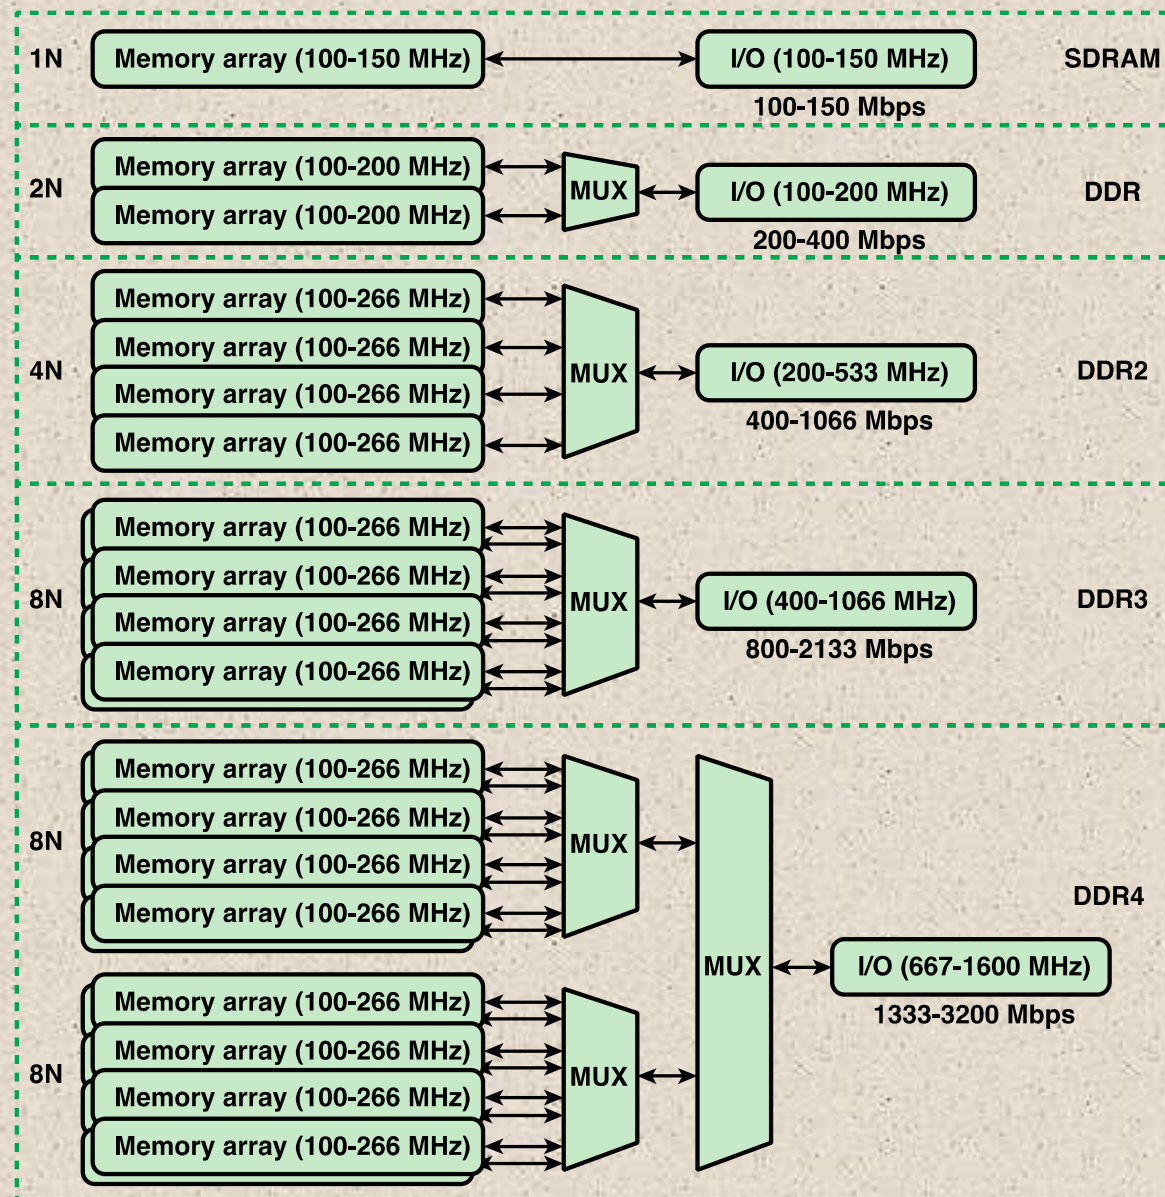 1N Memory array (100-150 MHz) I/O (100-150 MHz) SDRAM
100-150 Mbps
Memory array (100-200 MHz)
2N MUX I/O (100-200 MHz) DDR
Memory array (100-200 MHz)
200-400 Mbps
Memory array (100-266 MHz)
Memory array (100-266 MHz)
4N MUX I/O (200-533 MHz) DDR2
Memory array (100-266 MHz)
400-1066 Mbps
Memory array (100-266 MHz)
Memory array (100-266 MHz)
Memory array (100-266 MHz)
8N MUX I/O (400-1066 MHz) DDR3
Memory array (100-266 MHz)
800-2133 Mbps
Memory array (100-266 MHz)
Memory array (100-266 MHz)
Memory array (100-266 MHz)
8N MUX
Memory array (100-266 MHz)
DDR4
Memory array (100-266 MHz)
MUX I/O (667-1600 MHz)
Memory array (100-266 MHz)
1333-3200 Mbps
Memory array (100-266 MHz)
8N MUX
Memory array (100-266 MHz)
Memory array (100-266 MHz)